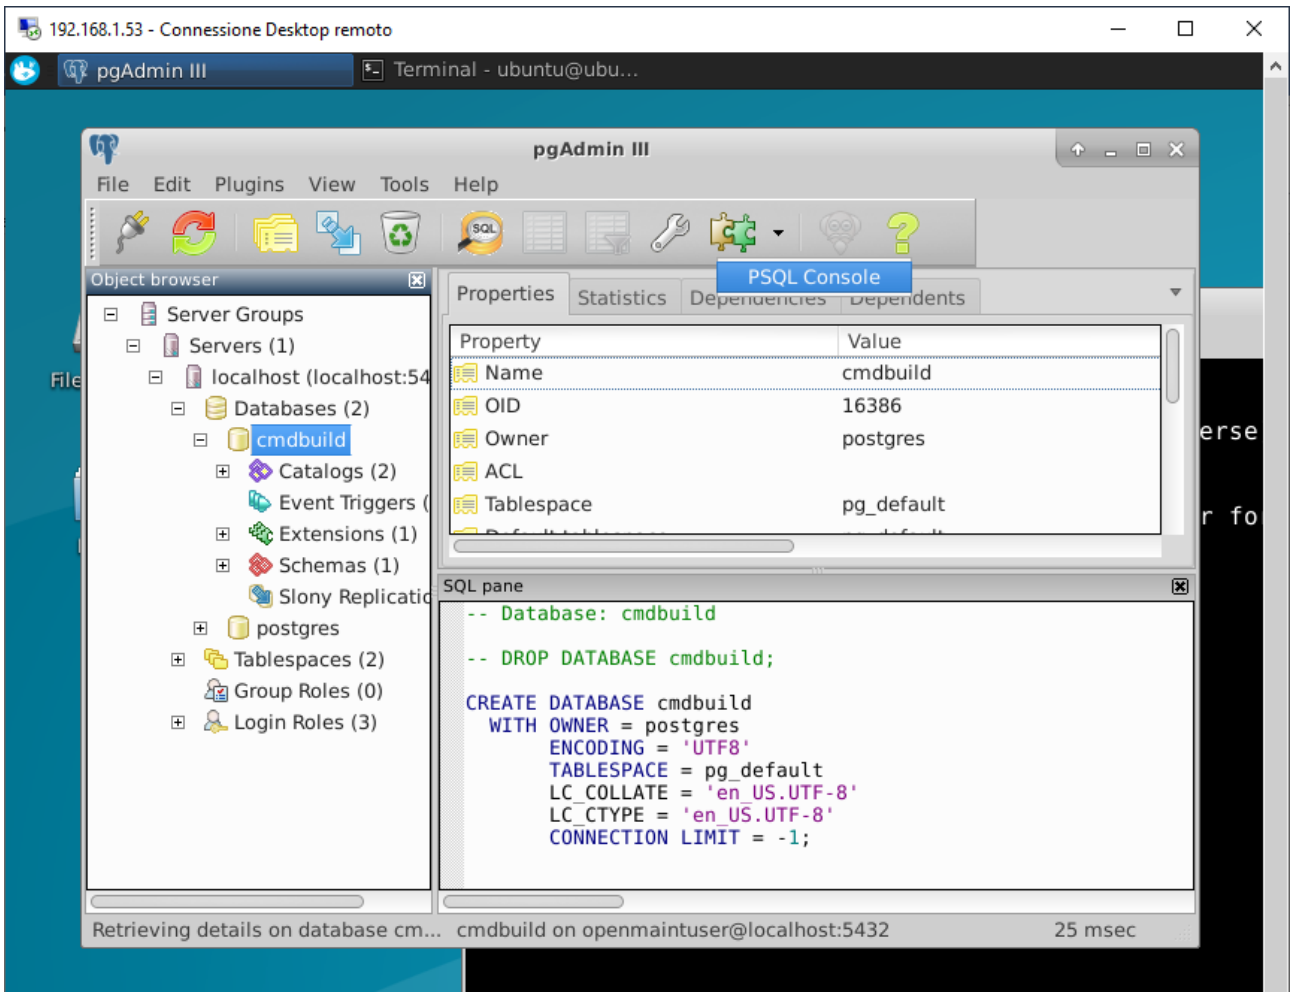 192.168.1.53 - Connessione Desktop remoto
pgAdmin III
Terminal - ubuntu@ubu...
pgAdmin III
File Edit Plugins View Tools Help
SQL
PSQL Console
Object browser
Server Groups
Servers (1)
localhost (localhost:54
Databases (2)
cmdbuild
Catalogs (2)
Event Triggers (
Extensions (1)
Schemas (1)
Slony Replicatio
postgres
Tablespaces (2)
Group Roles (0)
Login Roles (3)
Properties Statistics Dependencies Dependents
Property Value
Name cmdbuild
OID 16386
Owner postgres
ACL
Tablespace pg_default
SQL pane
-- Database: cmdbuild
-- DROP DATABASE cmdbuild;
CREATE DATABASE cmdbuild
WITH OWNER = postgres
ENCODING = 'UTF8'
TABLESPACE = pg_default
LC_COLLATE = 'en_US.UTF-8'
LC_CTYPE = 'en_US.UTF-8'
CONNECTION LIMIT = -1;
Retrieving details on database cm... cmdbuild on openmaintuser@localhost:5432 25 msec
File
erse
r for